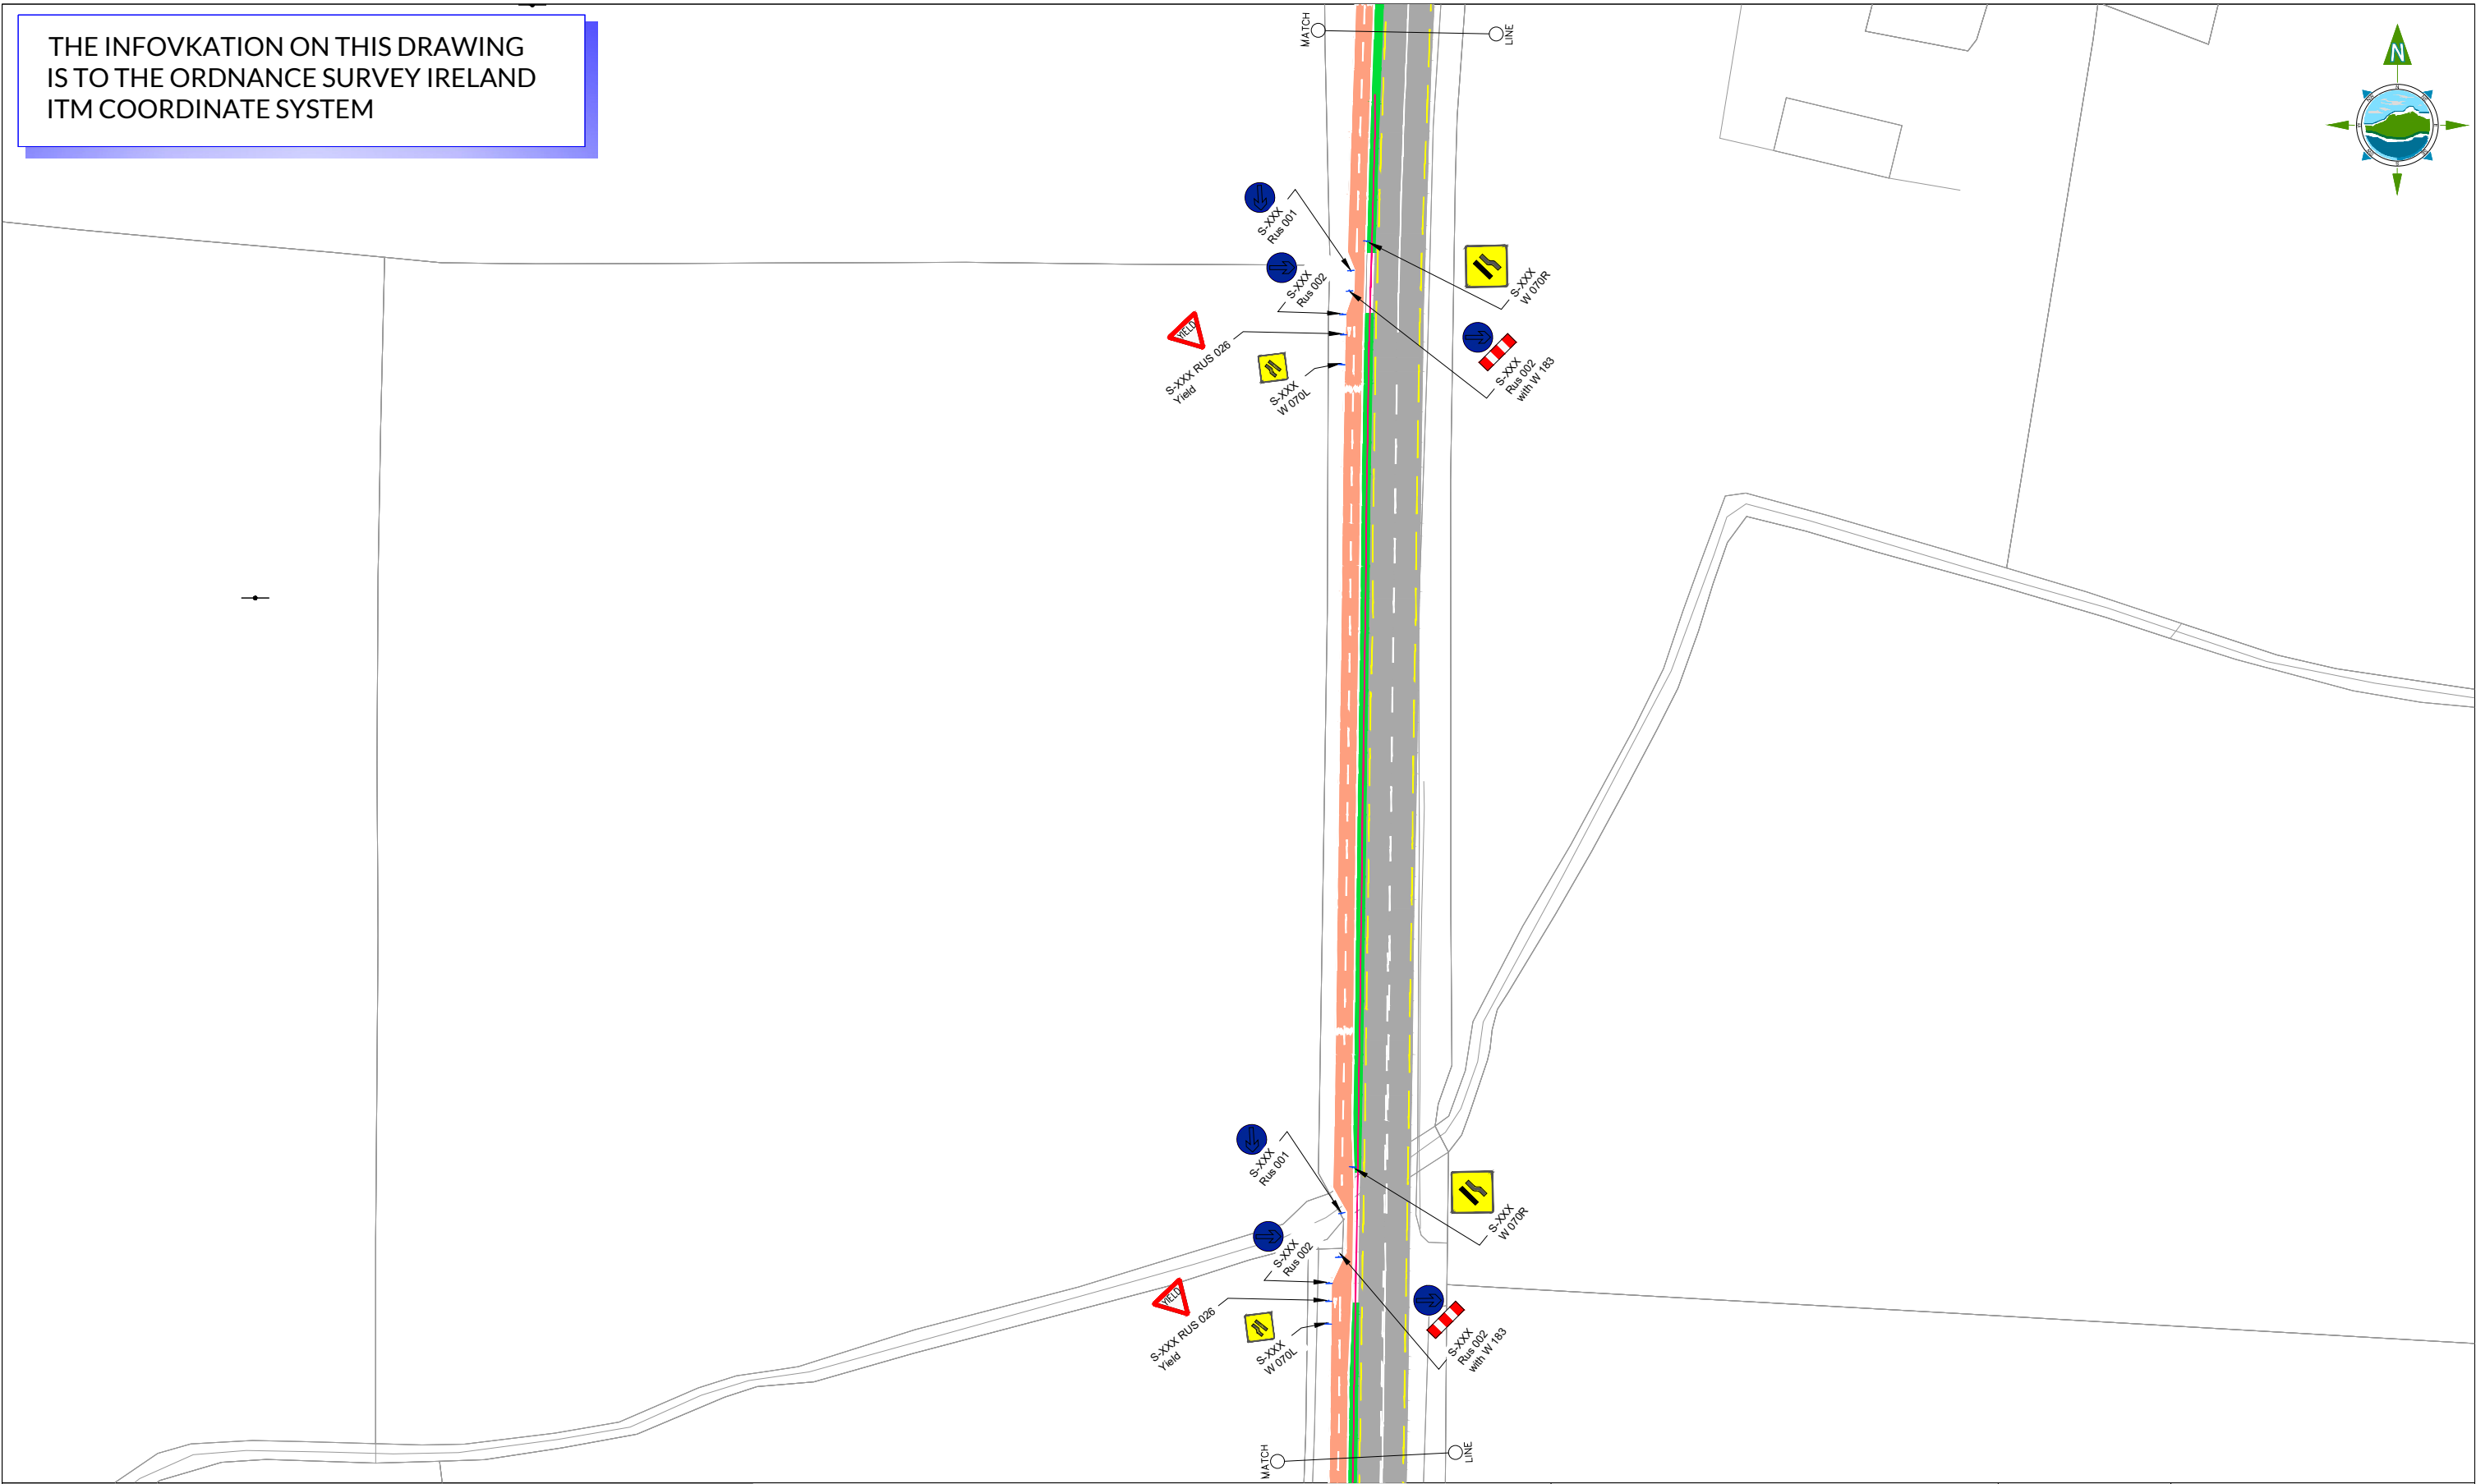 THE INFOVKATION ON THIS DRAWING
IS TO THE ORDNANCE SURVEY IRELAND
ITM COORDINATE SYSTEM
MATCH
LINE
N
S-XXX
Rus 001
S-XXX
Rus 002
YIELD
S-XXX RUS 026
Yield
S-XXX
W 070L
S-XXX
W 070R
S-XXX
Rus 002
with W 183
S-XXX
Rus 001
S-XXX
Rus 002
YIELD
S-XXX RUS 026
Yield
S-XXX
W 070L
S-XXX
W 070R
S-XXX
Rus 002
with W 183
MATCH
LINE